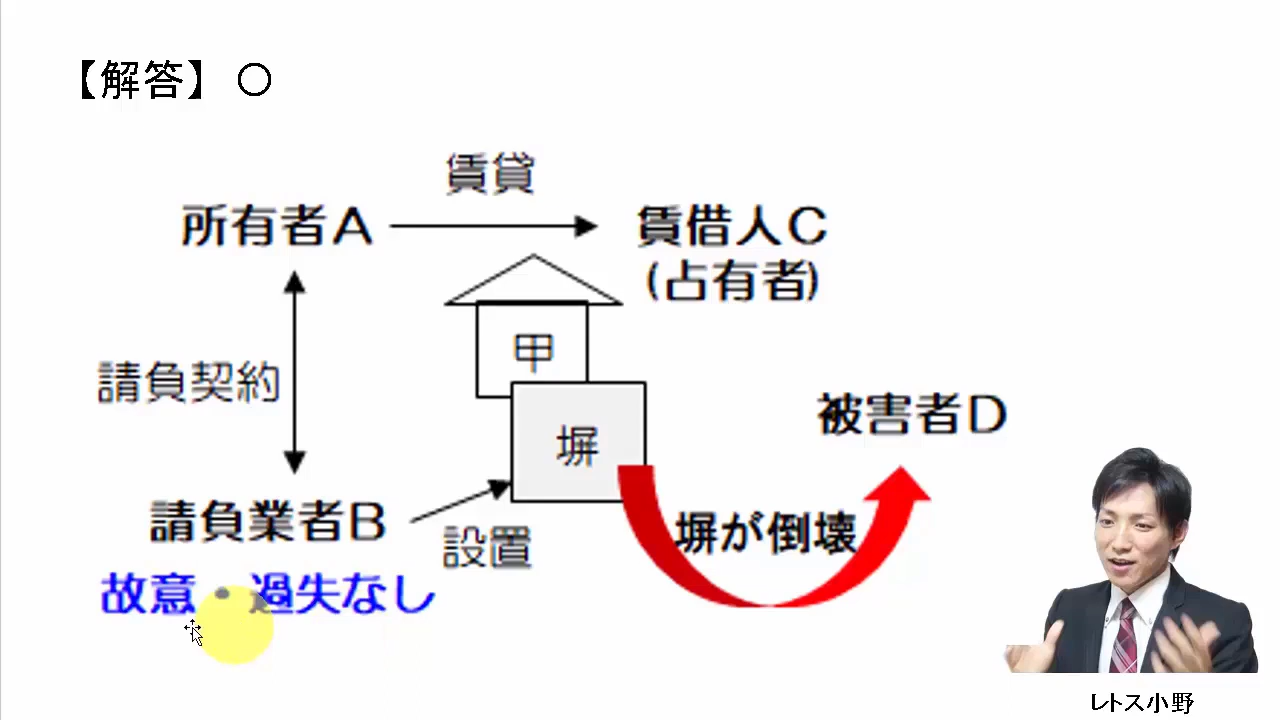 【解答】 ○
賃貸
所有者A
賃借人C
(占有者)
甲
請負契約
塀
被害者D
請負業者B
設置
塀が倒壊
故意・過失なし
レトス小野